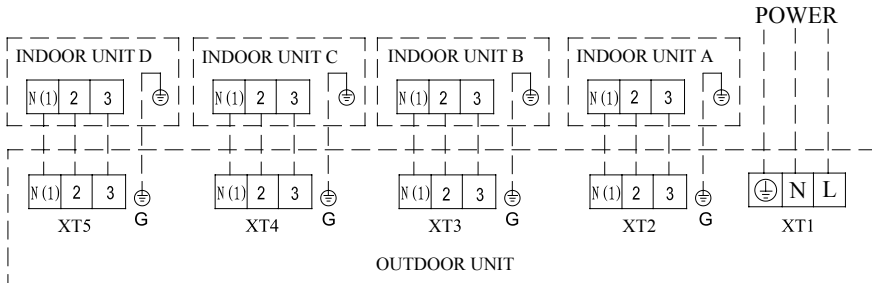 POWER
INDOOR UNIT D INDOOR UNIT C INDOOR UNIT B INDOOR UNIT A
N (1) 2 3 N (1) 2 3 N (1) 2 3 N (1) 2 3
N (1) 2 3 N (1) 2 3 N (1) 2 3 N (1) 2 3 N L
G G G G
XT5 XT4 XT3 XT2 XT1
OUTDOOR UNIT